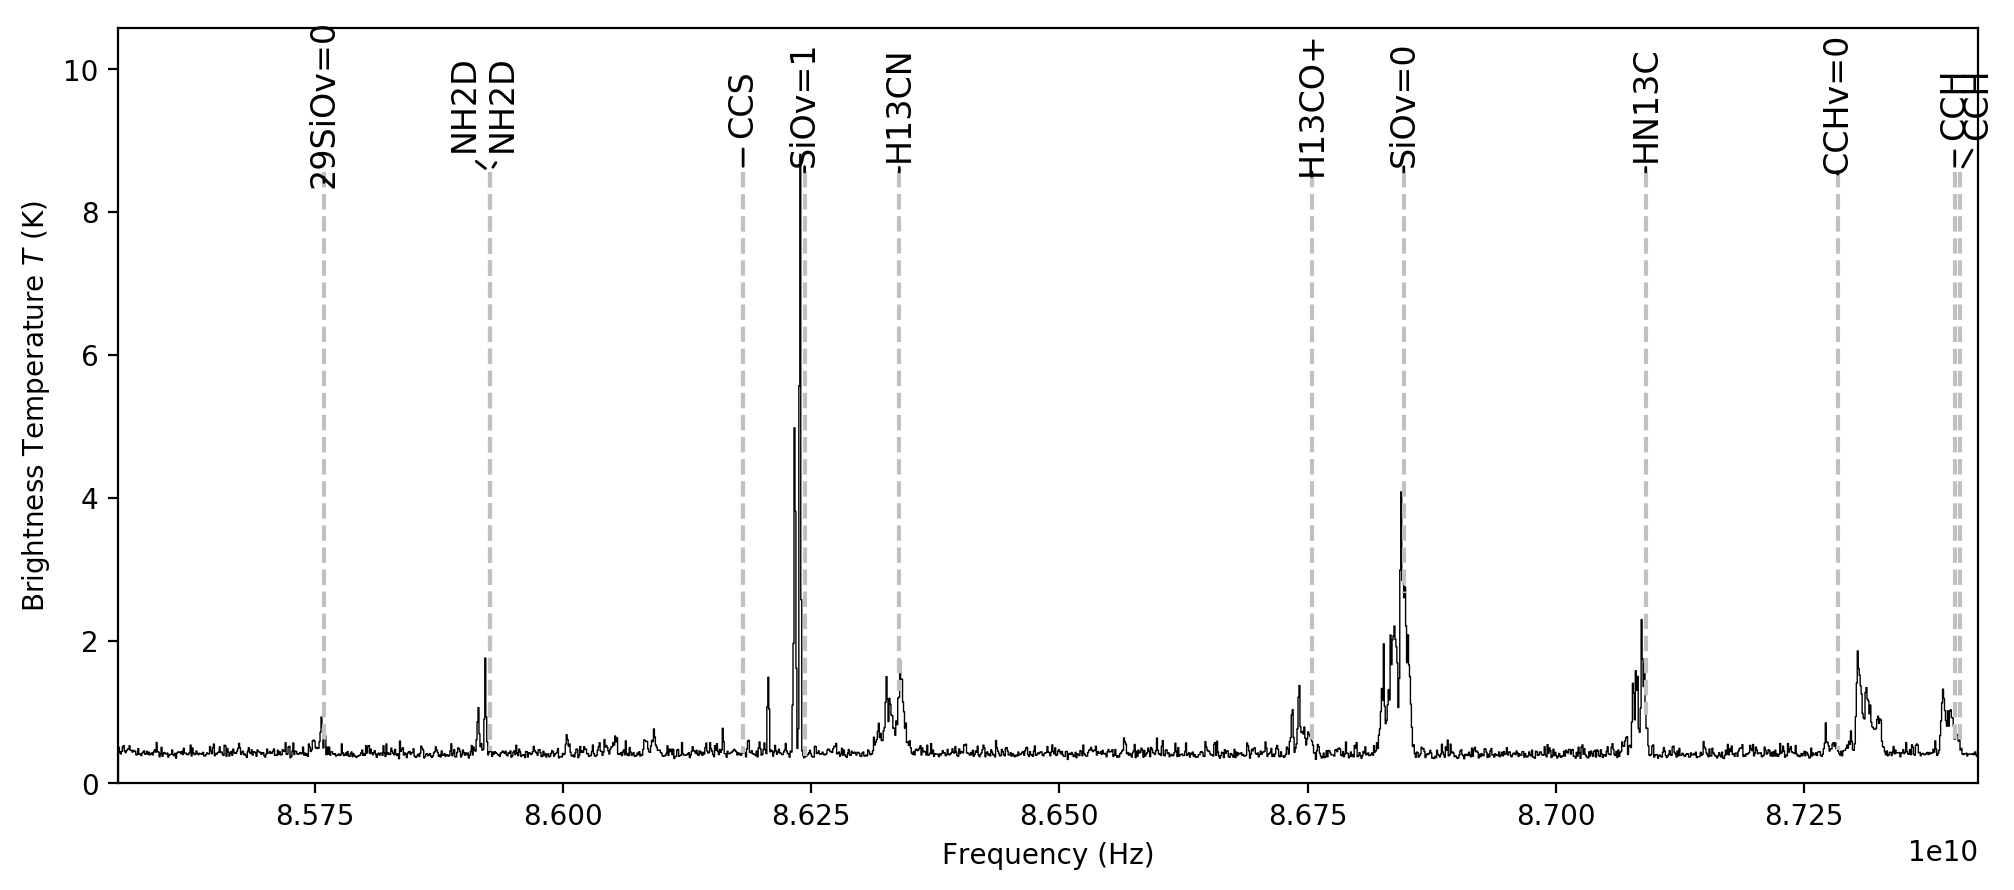 29SiOv=0
NH2D
NH2D
CCS
SiOv=1
H13CN
H13CO+
SiOv=0
HN13C
CCHv=0
CCH
CCH
10
8
6
4
2
0
Brightness Temperature T (K)
8.575
8.600
8.625
8.650
8.675
8.700
8.725
1e10
Frequency (Hz)